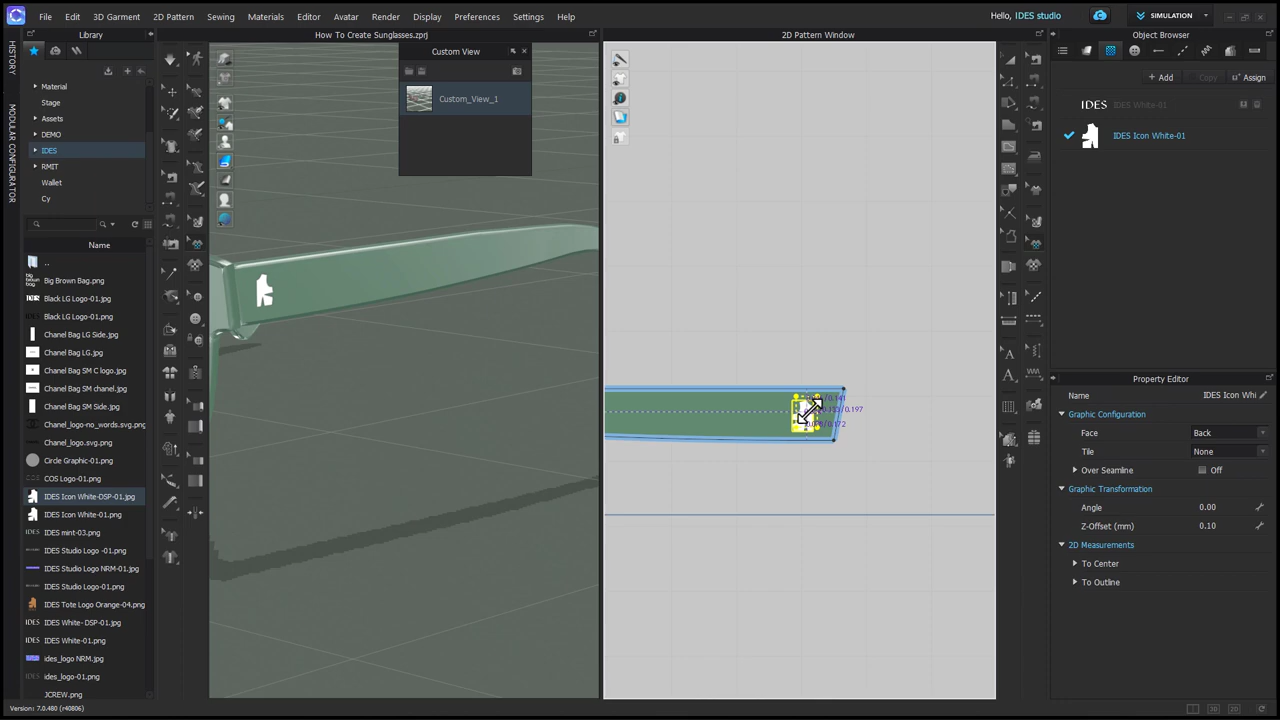 File Edit 3D Garment 2D Pattern Sewing Materials Editor Avatar Render Display Preferences Settings Help
Hello, IDES studio
SIMULATION
Library
How To Create Sunglasses.zprj
2D Pattern Window
Object Browser
HISTORY
MODULAR CONFIGURATOR
Material
Stage
Assets
DEMO
IDES
RMIT
Wallet
Cy
Custom View
Custom_View_1
+ Add
Copy
Assign
IDES
IDES White-01
IDES Icon White-01
Name
..
Big Brown Bag.png
Black LG Logo-01.jpg
Black LG Logo-01.png
Chanel Bag LG Side.jpg
Chanel Bag LG.jpg
Chanel Bag SM C logo.jpg
Chanel Bag SM chanel.jpg
Chanel Bag SM Side.jpg
Chanel_logo-no_words.svg.png
Chanel_logo.svg.png
Circle Graphic-01.png
COS Logo-01.png
IDES Icon White-DSP-01.jpg
IDES Icon White-01.png
IDES mint-03.png
IDES Studio Logo -01.png
IDES Studio Logo NRM-01.jpg
IDES Studio Logo-01.png
IDES Tote Logo Orange-04.png
IDES White- DSP-01.jpg
IDES White-01.png
ides_logo NRM.jpg
ides_logo-01.png
JCREW.png
Property Editor
Name
IDES Icon Whi
Graphic Configuration
Face
Back
Tile
None
Over Seamline
Off
Graphic Transformation
Angle
0.00
Z-Offset (mm)
0.10
2D Measurements
To Center
To Outline
Version: 7.0.480 (r40806)
3D
2D